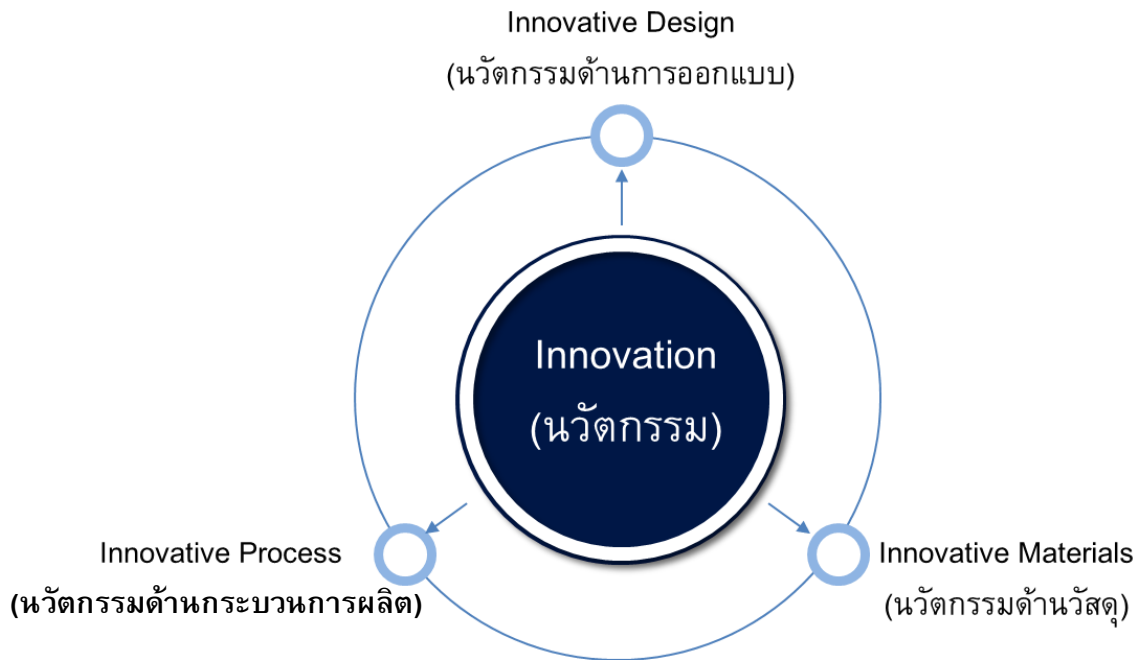 Innovative Design
(นวัตกรรมด้านการออกแบบ)
Innovation
(นวัตกรรม)
Innovative Process
(นวัตกรรมด้านกระบวนการผลิต)
Innovative Materials
(นวัตกรรมด้านวัสดุ)